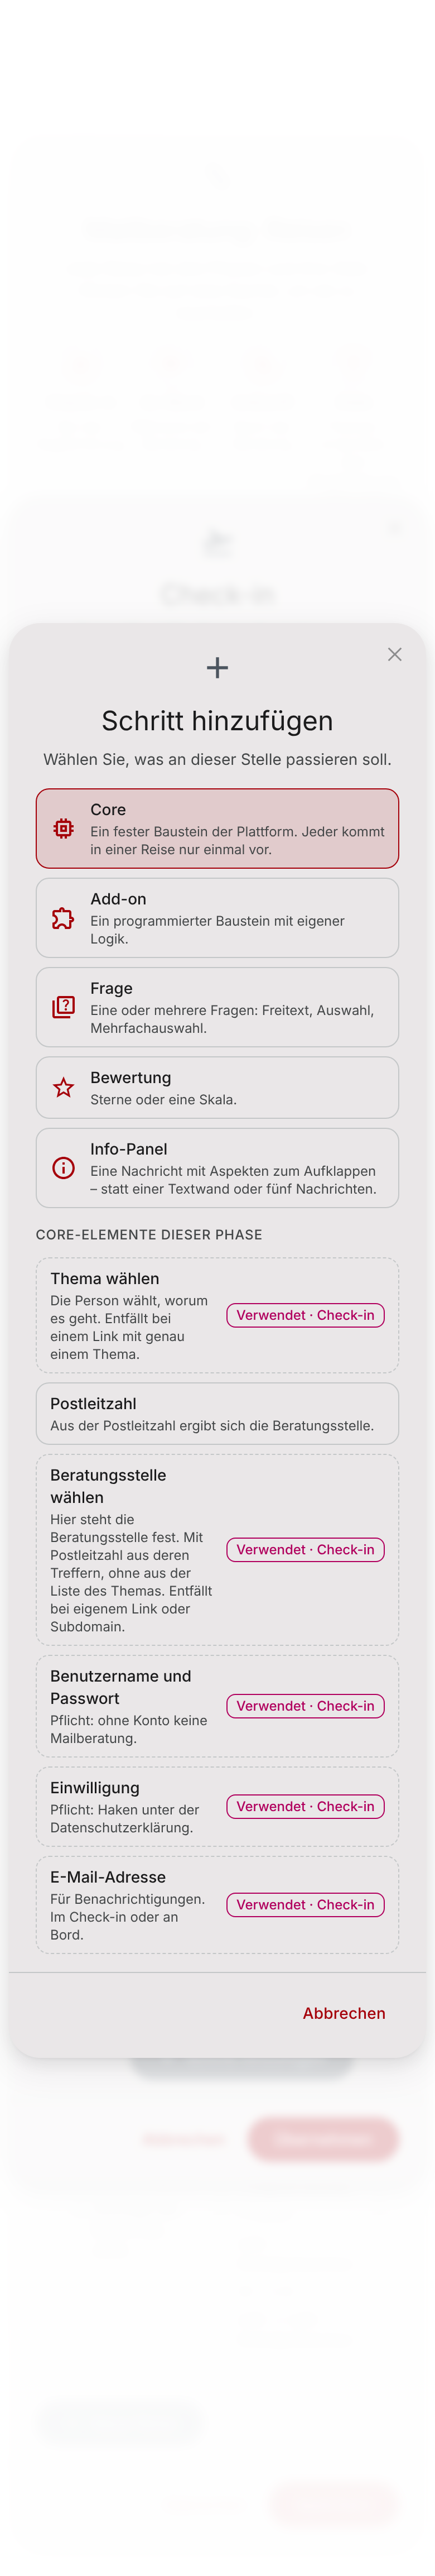 Check-in
Schritt hinzufügen
Wählen Sie, was an dieser Stelle passieren soll.
Core
Ein fester Baustein der Plattform. Jeder kommt
in einer Reise nur einmal vor.
Add-on
Ein programmierter Baustein mit eigener
Logik.
Frage
Eine oder mehrere Fragen: Freitext, Auswahl,
Mehrfachauswahl.
Bewertung
Sterne oder eine Skala.
Info-Panel
Eine Nachricht mit Aspekten zum Aufklappen
– statt einer Textwand oder fünf Nachrichten.
CORE-ELEMENTE DIESER PHASE
Thema wählen
Die Person wählt, worum
es geht. Entfällt bei
einem Link mit genau
einem Thema.
Verwendet · Check-in
Postleitzahl
Aus der Postleitzahl ergibt sich die Beratungsstelle.
Beratungsstelle
wählen
Hier steht die
Beratungsstelle fest. Mit
Postleitzahl aus deren
Treffern, ohne aus der
Liste des Themas. Entfällt
bei eigenem Link oder
Subdomain.
Verwendet · Check-in
Benutzername und
Passwort
Pflicht: ohne Konto keine
Mailberatung.
Verwendet · Check-in
Einwilligung
Pflicht: Haken unter der
Datenschutzerklärung.
Verwendet · Check-in
E-Mail-Adresse
Für Benachrichtigungen.
Im Check-in oder an
Bord.
Verwendet · Check-in
Abbrechen